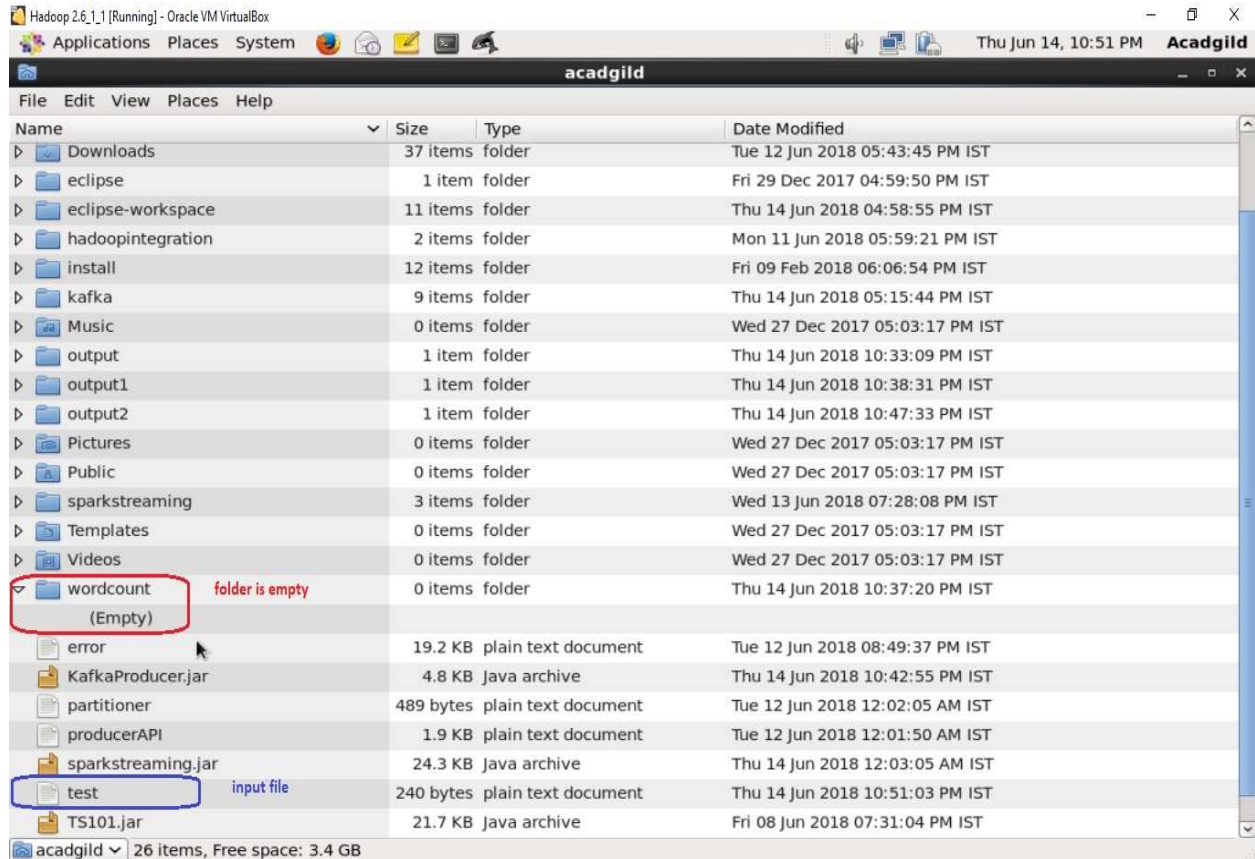 Hadoop 2.6_1_1 [Running] - Oracle VM VirtualBox
Applications Places System Thu Jun 14, 10:51 PM Acadgild
acadgild
File Edit View Places Help
Name Size Type Date Modified
Downloads 37 items folder Tue 12 Jun 2018 05:43:45 PM IST
eclipse 1 item folder Fri 29 Dec 2017 04:59:50 PM IST
eclipse-workspace 11 items folder Thu 14 Jun 2018 04:58:55 PM IST
hadoopintegration 2 items folder Mon 11 Jun 2018 05:59:21 PM IST
install 12 items folder Fri 09 Feb 2018 06:06:54 PM IST
kafka 9 items folder Thu 14 Jun 2018 05:15:44 PM IST
Music 0 items folder Wed 27 Dec 2017 05:03:17 PM IST
output 1 item folder Thu 14 Jun 2018 10:33:09 PM IST
output1 1 item folder Thu 14 Jun 2018 10:38:31 PM IST
output2 1 item folder Thu 14 Jun 2018 10:47:33 PM IST
Pictures 0 items folder Wed 27 Dec 2017 05:03:17 PM IST
Public 0 items folder Wed 27 Dec 2017 05:03:17 PM IST
sparkstreaming 3 items folder Wed 13 Jun 2018 07:28:08 PM IST
Templates 0 items folder Wed 27 Dec 2017 05:03:17 PM IST
Videos 0 items folder Wed 27 Dec 2017 05:03:17 PM IST
wordcount folder is empty 0 items folder Thu 14 Jun 2018 10:37:20 PM IST
(Empty)
error 19.2 KB plain text document Tue 12 Jun 2018 08:49:37 PM IST
KafkaProducer.jar 4.8 KB Java archive Thu 14 Jun 2018 10:42:55 PM IST
partitioner 489 bytes plain text document Tue 12 Jun 2018 12:02:05 AM IST
producerAPI 1.9 KB plain text document Tue 12 Jun 2018 12:01:50 AM IST
sparkstreaming.jar 24.3 KB Java archive Thu 14 Jun 2018 12:03:05 AM IST
test input file 240 bytes plain text document Thu 14 Jun 2018 10:51:03 PM IST
TS101.jar 21.7 KB Java archive Fri 08 Jun 2018 07:31:04 PM IST
acadgild 26 items, Free space: 3.4 GB